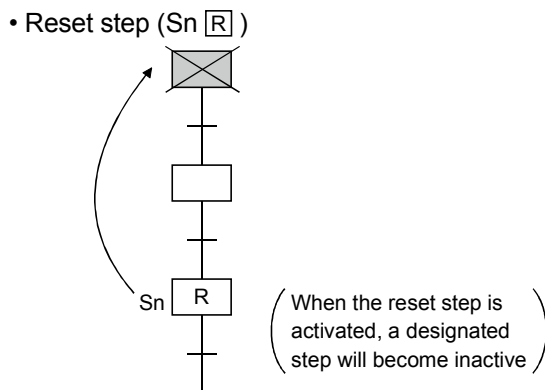 • Reset step (Sn R )
Sn R
When the reset step is
activated, a designated
step will become inactive